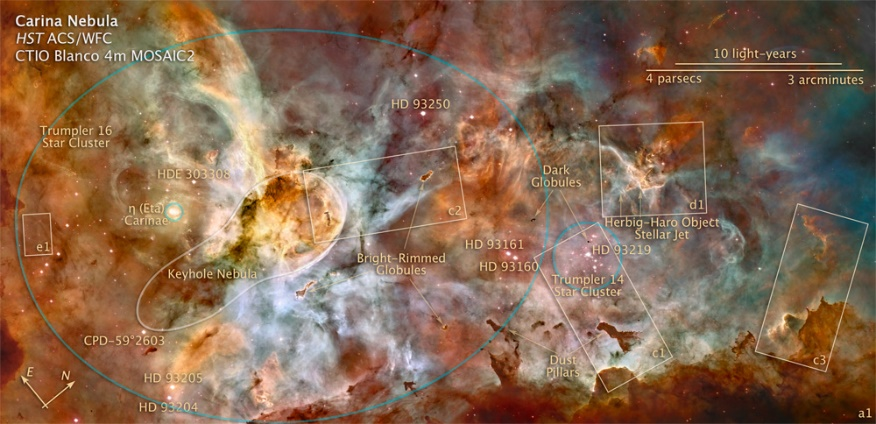 Carina Nebula
HST ACS/WFC
CTIO Blanco 4m MOSAIC2
10 light-years
4 parsecs
3 arcminutes
HD 93250
Trumpler 16
Star Cluster
HDE 303308
Dark
Globules
η (Eta)
Carinae
c2
d1
Herbig-Haro Object
Stellar Jet
e1
HD 93161
HD 93219
Bright-Rimmed
Globules
HD 93160
Keyhole Nebula
Trumpler 14
Star Cluster
CPD-59°2603
c1
c3
Dust
Pillars
E
N
HD 93205
HD 93204
a1